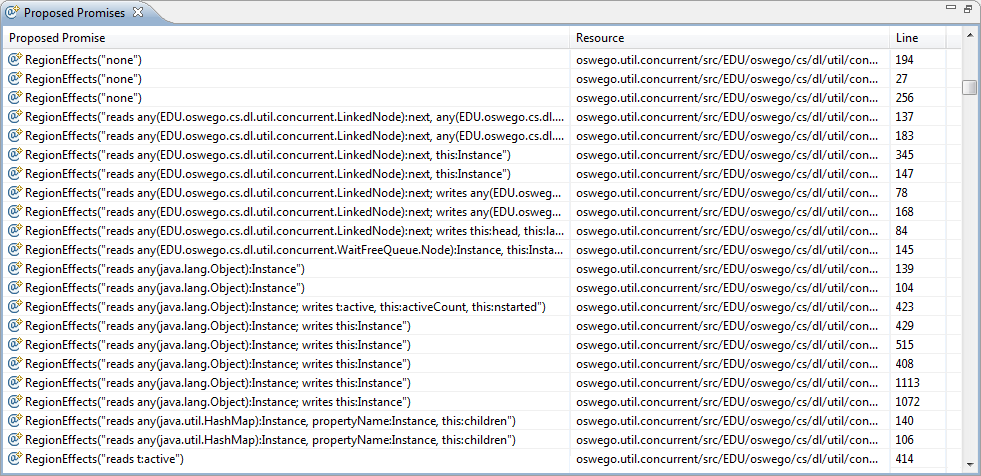 Proposed Promises
Proposed Promise Resource Line
RegionEffects("none") oswego.util.concurrent/src/EDU/oswego/cs/dl/util/con... 194
RegionEffects("none") oswego.util.concurrent/src/EDU/oswego/cs/dl/util/con... 27
RegionEffects("none") oswego.util.concurrent/src/EDU/oswego/cs/dl/util/con... 256
RegionEffects("reads any(EDU.oswego.cs.dl.util.concurrent.LinkedNode):next, any(EDU.oswego.cs.dl.... oswego.util.concurrent/src/EDU/oswego/cs/dl/util/con... 137
RegionEffects("reads any(EDU.oswego.cs.dl.util.concurrent.LinkedNode):next, any(EDU.oswego.cs.dl.... oswego.util.concurrent/src/EDU/oswego/cs/dl/util/con... 183
RegionEffects("reads any(EDU.oswego.cs.dl.util.concurrent.LinkedNode):next, this:Instance") oswego.util.concurrent/src/EDU/oswego/cs/dl/util/con... 345
RegionEffects("reads any(EDU.oswego.cs.dl.util.concurrent.LinkedNode):next, this:Instance") oswego.util.concurrent/src/EDU/oswego/cs/dl/util/con... 147
RegionEffects("reads any(EDU.oswego.cs.dl.util.concurrent.LinkedNode):next; writes any(EDU.osweg... oswego.util.concurrent/src/EDU/oswego/cs/dl/util/con... 78
RegionEffects("reads any(EDU.oswego.cs.dl.util.concurrent.LinkedNode):next; writes any(EDU.osweg... oswego.util.concurrent/src/EDU/oswego/cs/dl/util/con... 168
RegionEffects("reads any(EDU.oswego.cs.dl.util.concurrent.LinkedNode):next; writes this:head, this:la... oswego.util.concurrent/src/EDU/oswego/cs/dl/util/con... 84
RegionEffects("reads any(EDU.oswego.cs.dl.util.concurrent.WaitFreeQueue.Node):Instance, this:Insta... oswego.util.concurrent/src/EDU/oswego/cs/dl/util/con... 145
RegionEffects("reads any(java.lang.Object):Instance") oswego.util.concurrent/src/EDU/oswego/cs/dl/util/con... 139
RegionEffects("reads any(java.lang.Object):Instance") oswego.util.concurrent/src/EDU/oswego/cs/dl/util/con... 104
RegionEffects("reads any(java.lang.Object):Instance; writes t:active, this:activeCount, this:nstarted") oswego.util.concurrent/src/EDU/oswego/cs/dl/util/con... 423
RegionEffects("reads any(java.lang.Object):Instance; writes this:Instance") oswego.util.concurrent/src/EDU/oswego/cs/dl/util/con... 429
RegionEffects("reads any(java.lang.Object):Instance; writes this:Instance") oswego.util.concurrent/src/EDU/oswego/cs/dl/util/con... 515
RegionEffects("reads any(java.lang.Object):Instance; writes this:Instance") oswego.util.concurrent/src/EDU/oswego/cs/dl/util/con... 408
RegionEffects("reads any(java.lang.Object):Instance; writes this:Instance") oswego.util.concurrent/src/EDU/oswego/cs/dl/util/con... 1113
RegionEffects("reads any(java.lang.Object):Instance; writes this:Instance") oswego.util.concurrent/src/EDU/oswego/cs/dl/util/con... 1072
RegionEffects("reads any(java.util.HashMap):Instance, propertyName:Instance, this:children") oswego.util.concurrent/src/EDU/oswego/cs/dl/util/con... 140
RegionEffects("reads any(java.util.HashMap):Instance, propertyName:Instance, this:children") oswego.util.concurrent/src/EDU/oswego/cs/dl/util/con... 106
RegionEffects("reads t:active") oswego.util.concurrent/src/EDU/oswego/cs/dl/util/con... 414